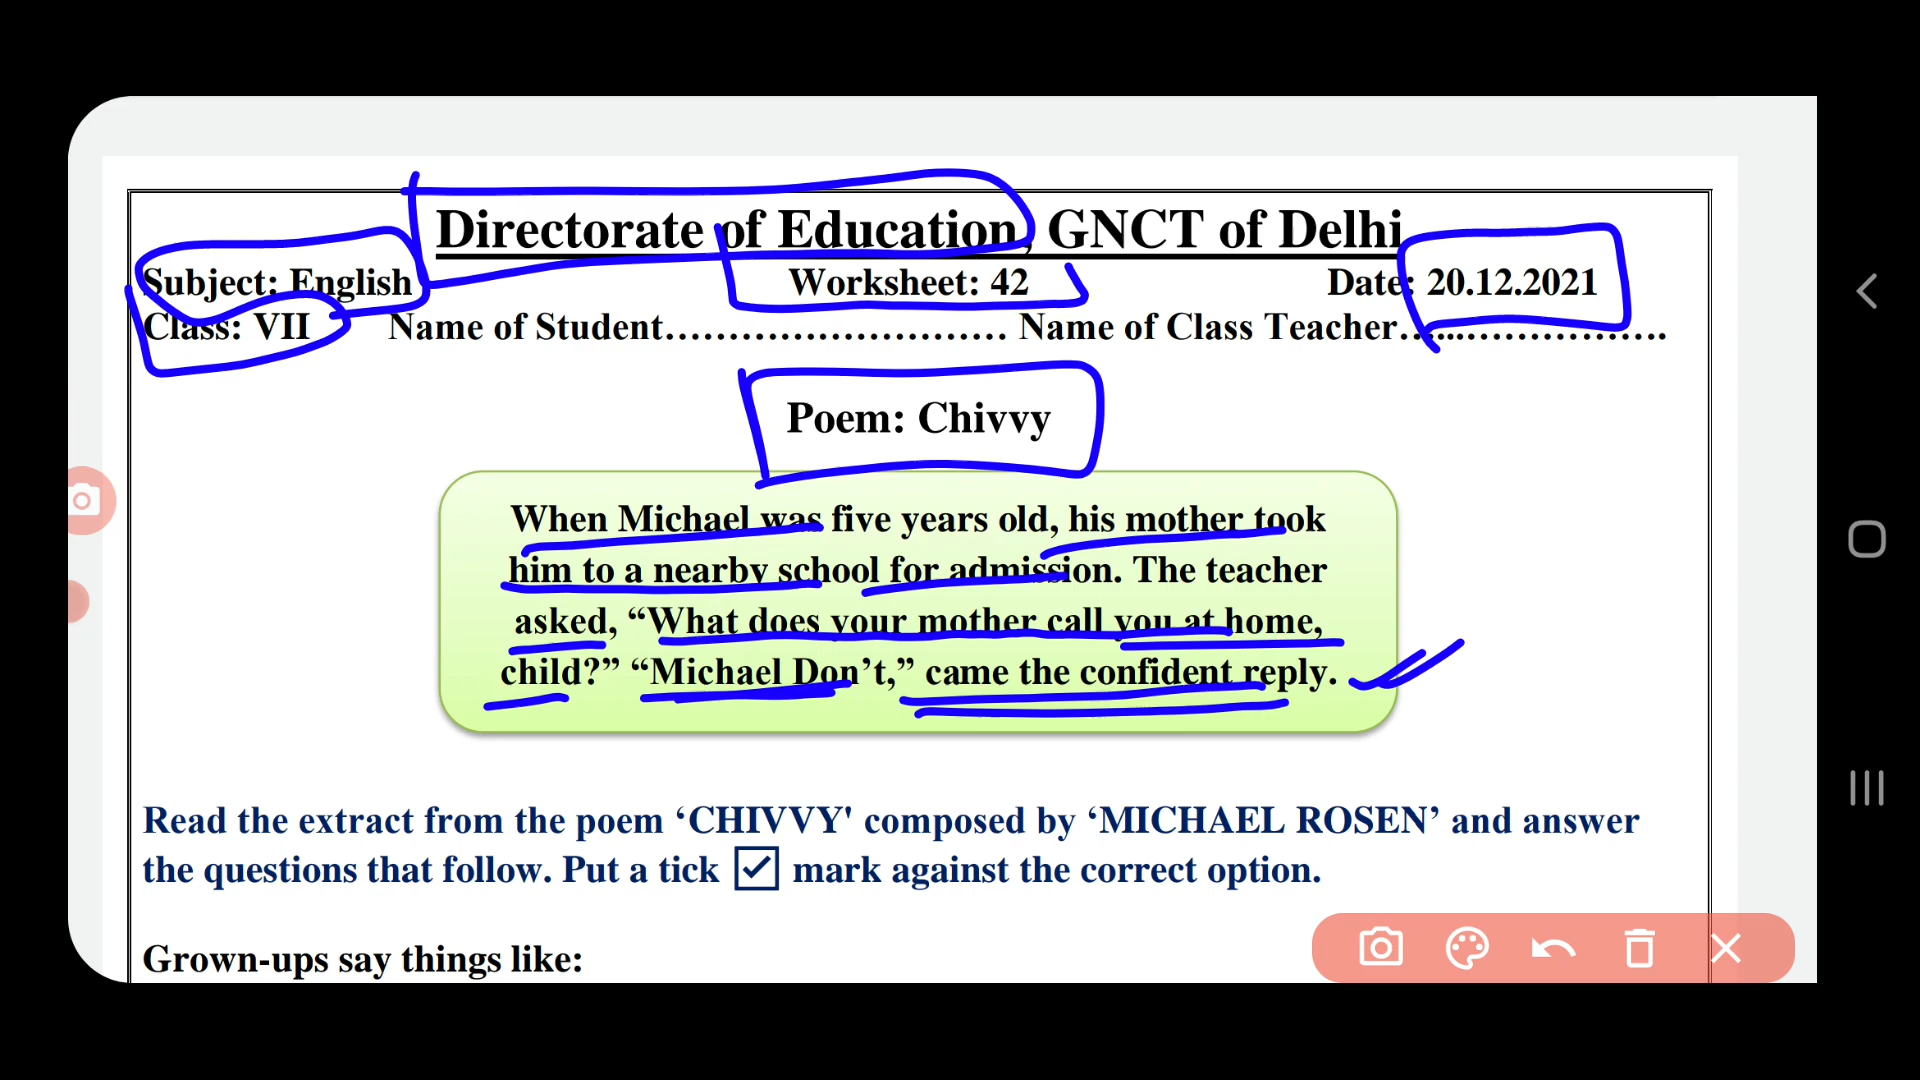 Directorate of Education, GNCT of Delhi
Subject: English Worksheet: 42 Date: 20.12.2021
Class: VII Name of Student……………………… Name of Class Teacher…...…………….
Poem: Chivvy
When Michael was five years old, his mother took
him to a nearby school for admission. The teacher
asked, “What does your mother call you at home,
child?” “Michael Don’t,” came the confident reply.
Read the extract from the poem ‘CHIVVY' composed by ‘MICHAEL ROSEN’ and answer
the questions that follow. Put a tick ☑ mark against the correct option.
Grown-ups say things like: